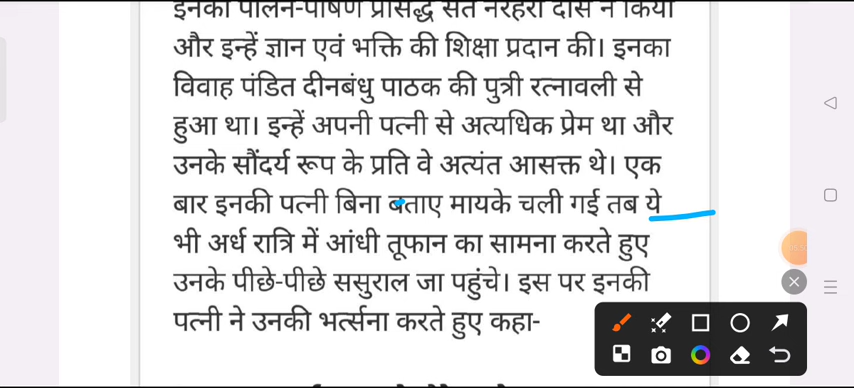 इनका पालन-पोषण प्रसिद्ध संत नरहरी दास ने किया
और इन्हें ज्ञान एवं भक्ति की शिक्षा प्रदान की। इनका
विवाह पंडित दीनबंधु पाठक की पुत्री रत्नावली से
हुआ था। इन्हें अपनी पत्नी से अत्यधिक प्रेम था और
उनके सौंदर्य रूप के प्रति वे अत्यंत आसक्त थे। एक
बार इनकी पत्नी बिना बताए मायके चली गई तब ये
भी अर्ध रात्रि में आंधी तूफान का सामना करते हुए
उनके पीछे-पीछे ससुराल जा पहुंचे। इस पर इनकी
पत्नी ने उनकी भर्त्सना करते हुए कहा-